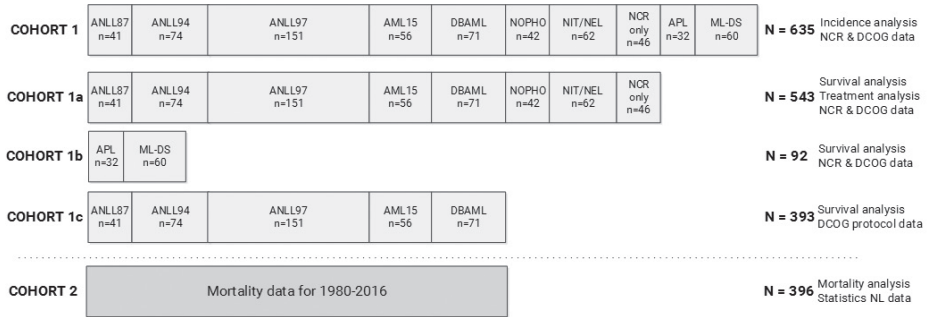 COHORT 1
ANLL87
n=41
ANLL94
n=74
ANLL97
n=151
AML15
n=56
DBAML
n=71
NOPHO
n=42
NIT/NEL
n=62
NCR
only
n=46
APL
n=32
ML-DS
n=60
N = 635
Incidence analysis
NCR & DCOG data
COHORT 1a
ANLL87
n=41
ANLL94
n=74
ANLL97
n=151
AML15
n=56
DBAML
n=71
NOPHO
n=42
NIT/NEL
n=62
NCR
only
n=46
N = 543
Survival analysis
Treatment analysis
NCR & DCOG data
COHORT 1b
APL
n=32
ML-DS
n=60
N = 92
Survival analysis
NCR & DCOG data
COHORT 1c
ANLL87
n=41
ANLL94
n=74
ANLL97
n=151
AML15
n=56
DBAML
n=71
N = 393
Survival analysis
DCOG protocol data
COHORT 2
Mortality data for 1980-2016
N = 396
Mortality analysis
Statistics NL data